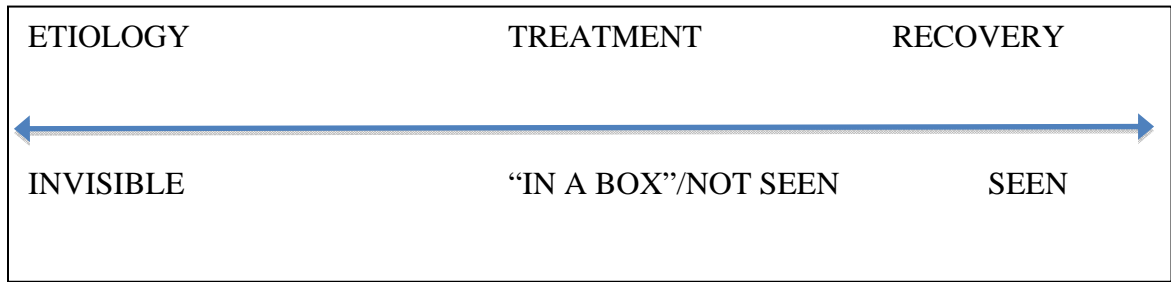 ETIOLOGY TREATMENT RECOVERY
INVISIBLE “IN A BOX”/NOT SEEN SEEN